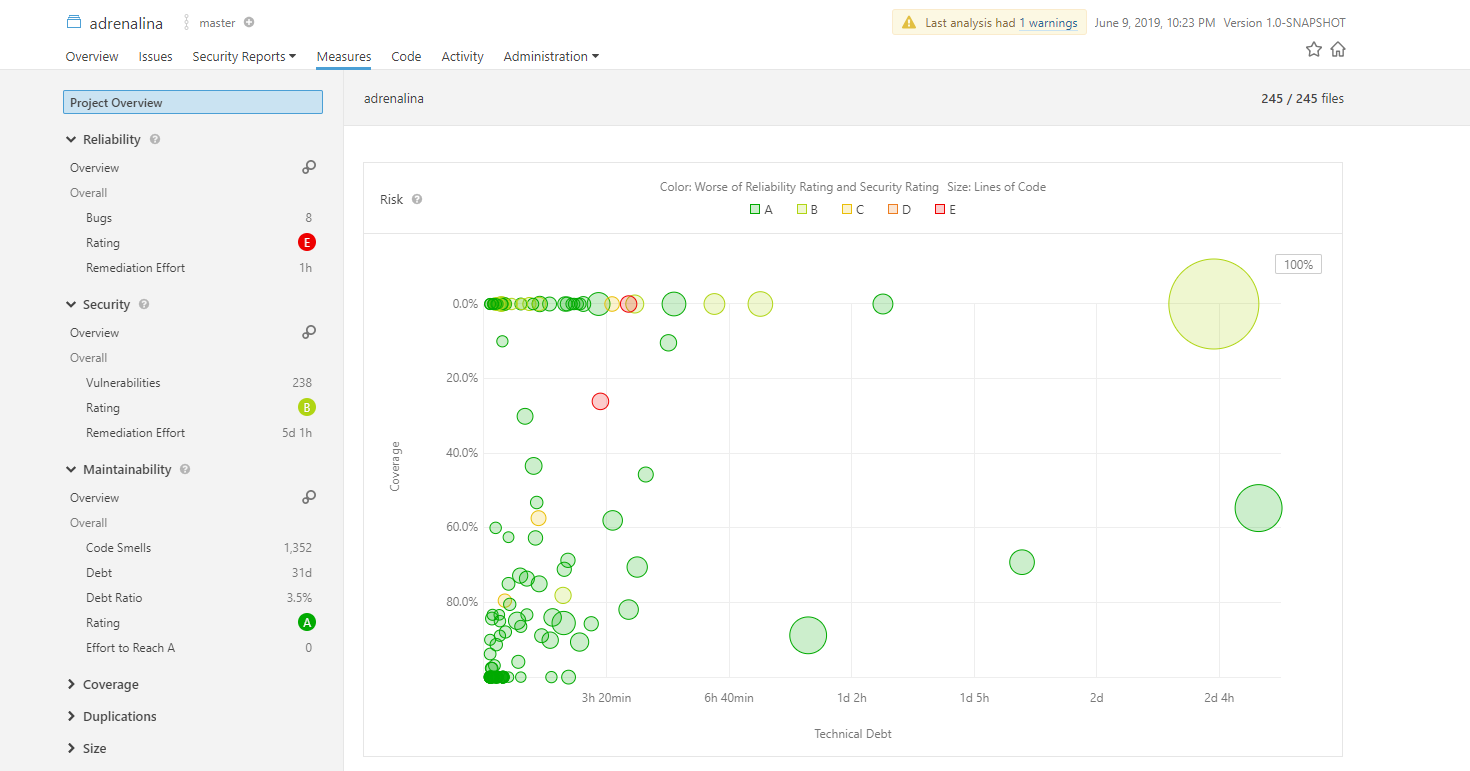 adrenalina master
Last analysis had 1 warnings June 9, 2019, 10:23 PM Version 1.0-SNAPSHOT
Overview Issues Security Reports Measures Code Activity Administration
Project Overview
Reliability ?
Overview
Overall
Bugs 8
Rating E
Remediation Effort 1h
Security ?
Overview
Overall
Vulnerabilities 238
Rating B
Remediation Effort 5d 1h
Maintainability ?
Overview
Overall
Code Smells 1,352
Debt 31d
Debt Ratio 3.5%
Rating A
Effort to Reach A 0
Coverage
Duplications
Size
adrenalina 245 / 245 files
Risk ?
Color: Worse of Reliability Rating and Security Rating Size: Lines of Code
A B C D E
100%
0.0%
20.0%
40.0%
60.0%
80.0%
Coverage
3h 20min 6h 40min 1d 2h 1d 5h 2d 2d 4h
Technical Debt